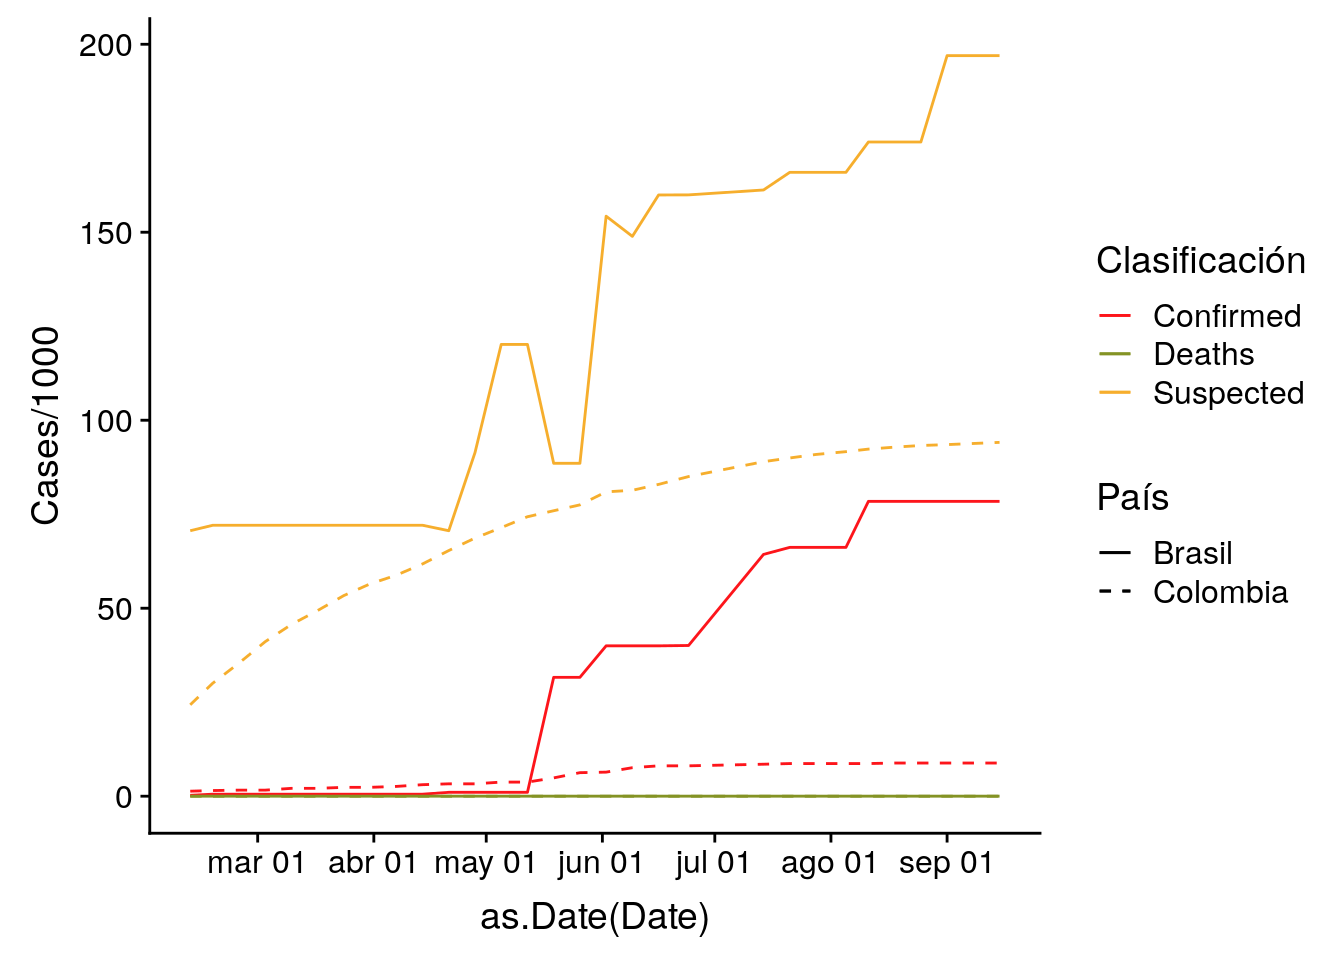 200
150
100
50
0
Cases/1000
mar 01 abr 01 may 01 jun 01 jul 01 ago 01 sep 01
as.Date(Date)
Clasificación
Confirmed
Deaths
Suspected
País
Brasil
Colombia